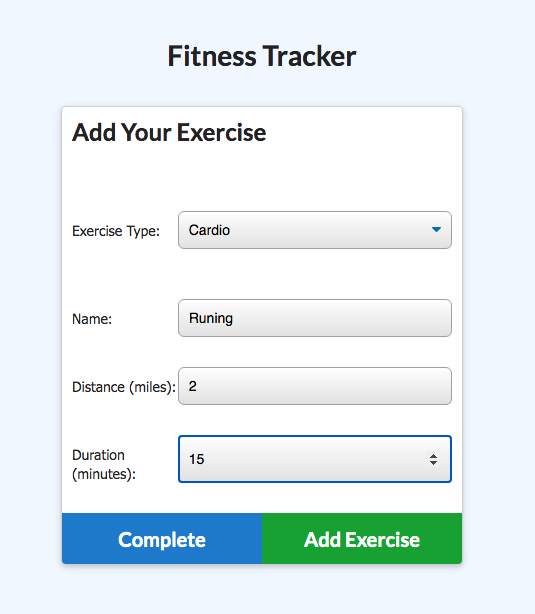 Fitness Tracker
Add Your Exercise
Exercise Type: Cardio
Name: Runing
Distance (miles): 2
Duration
(minutes): 15
Complete Add Exercise